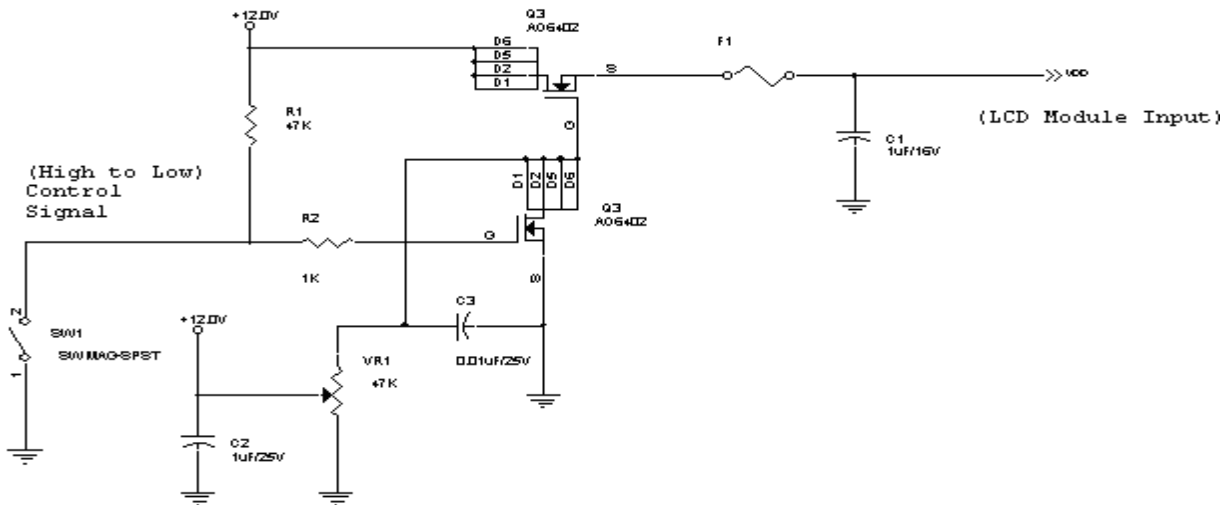 +12.0V
Q3
AO6402
D6
D5
D2
D1
S
G
F1
VDD
(LCD Module Input)
C1
1uF/16V
R1
47K
(High to Low)
Control
Signal
R2
1K
G
D1
D2
D5
D6
Q3
AO6402
S
2
SW1
SW MAG-SPST
1
+12.0V
C3
0.01uF/25V
VR1
47K
C2
1uF/25V